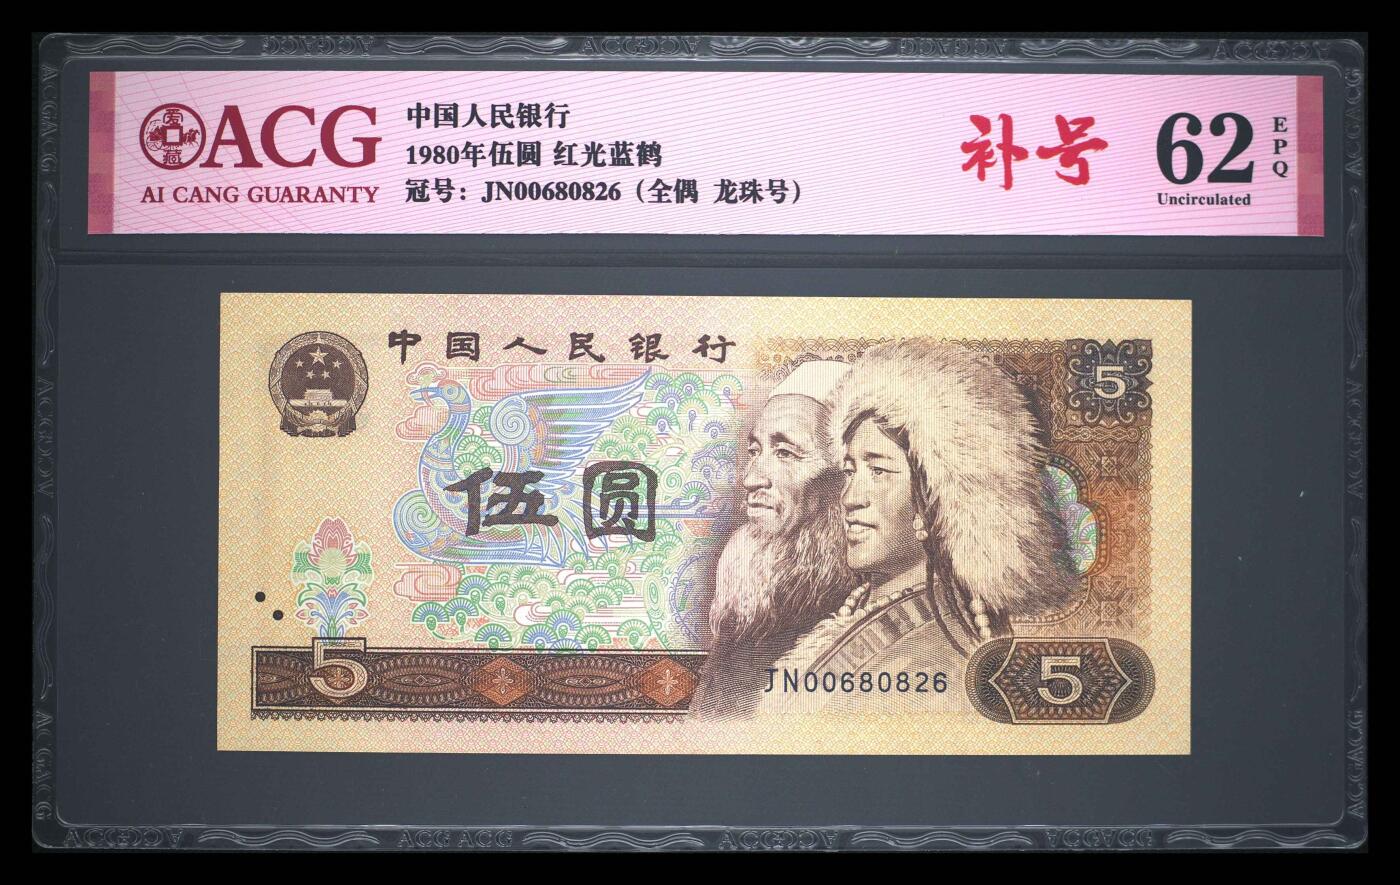 ACG
AI CANG GUARANTY
中国人民银行
1980年伍圆 红光蓝鹤
冠号：JN00680826（全偶 龙珠号）
补号
62
EPQ
Uncirculated
中国人民银行
5
伍圆
5
JN00680826
5